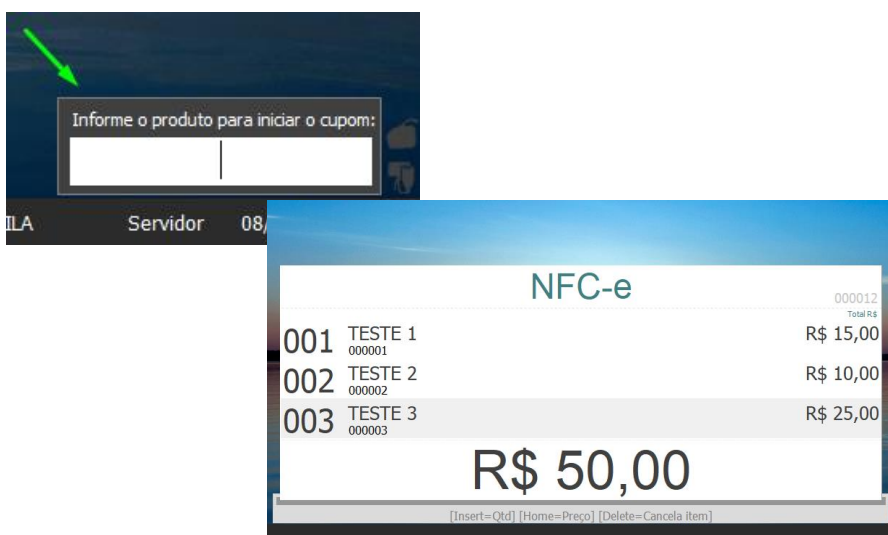 Informe o produto para iniciar o cupom:
ILA Servidor 08/
NFC-e
000012
Total R$
001 TESTE 1 R$ 15,00
000001
002 TESTE 2 R$ 10,00
000002
003 TESTE 3 R$ 25,00
000003
R$ 50,00
[Insert=Qtd] [Home=Preço] [Delete=Cancela item]